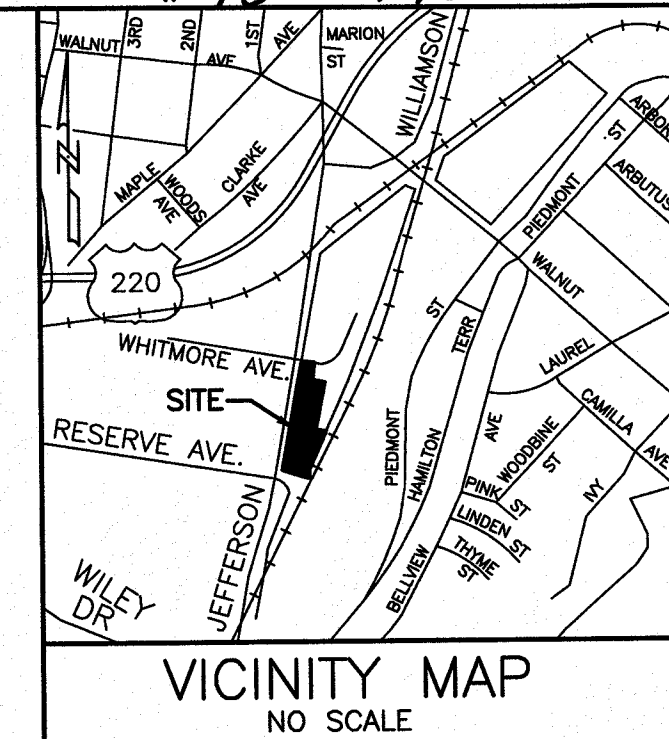 WALNUT AVE
3RD
2ND
1ST AVE
MARION ST
WILLIAMSON
MAPLE
WOODS AVE
CLARKE AVE
N
220
PIEDMONT ST
ARBUTUS
WALNUT
TERR
LAUREL
WHITMORE AVE.
SITE
RESERVE AVE.
PIEDMONT ST
HAMILTON
AVE
WOODBINE ST
CAMILLA AVE
IVY
PINK ST
LINDEN ST
THYME ST
BELLVIEW
JEFFERSON
WILEY DR
VICINITY MAP
NO SCALE